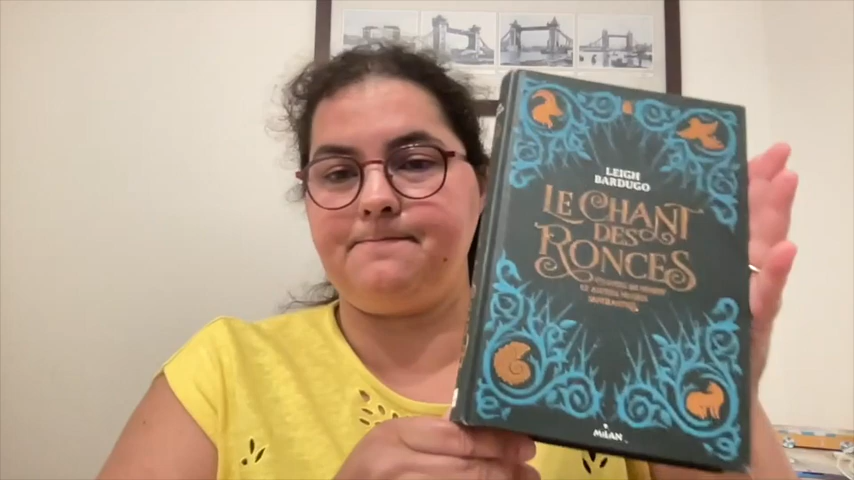 LEIGH
BARDUGO
LE CHANT
DES
RONCES
MILAN